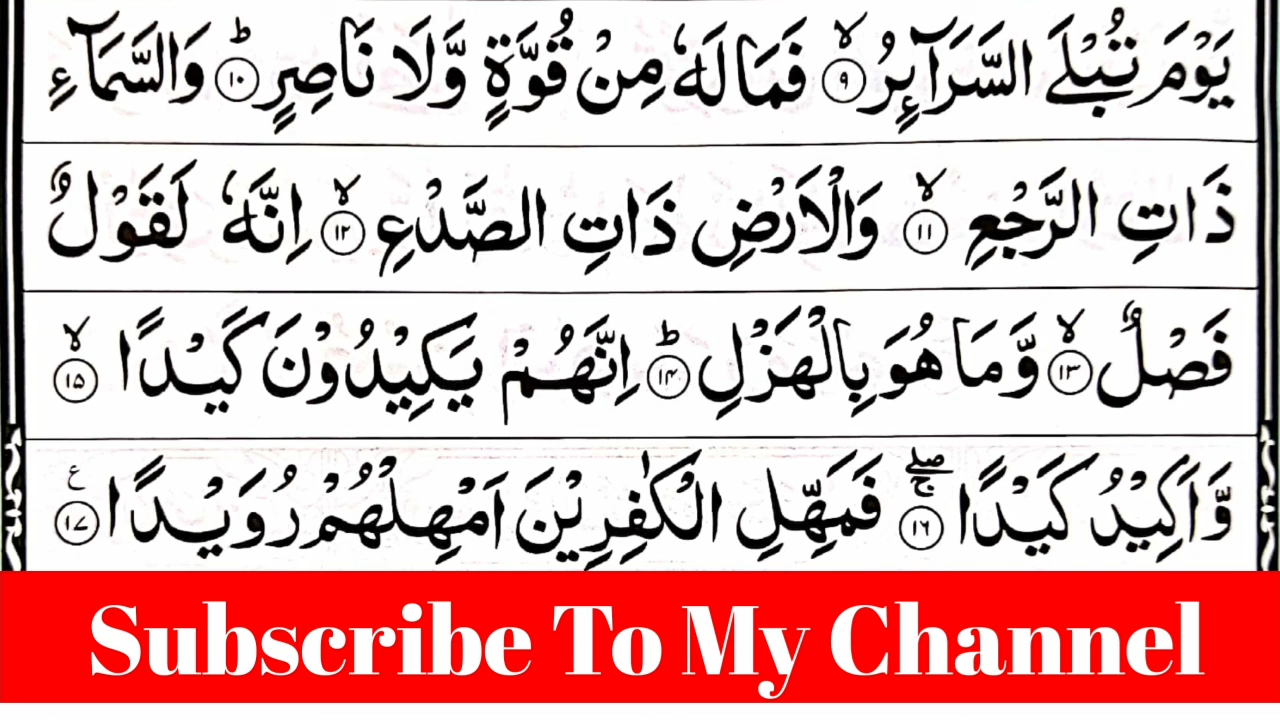 يَوْمَ تُبْلَى السَّرَآىِٕرُ ۙ‏﴿۹﴾ فَمَا لَهٗ مِنْ قُوَّةٍ وَّلَا نَاصِرٍ ؕ‏﴿۱۰﴾ وَالسَّمَآءِ
ذَاتِ الرَّجْعِ ۙ‏﴿۱۱﴾ وَالْاَرْضِ ذَاتِ الصَّدْعِ ۙ‏﴿۱۲﴾ اِنَّهٗ لَقَوْلٌ
فَصْلٌ ۙ‏﴿۱۳﴾ وَّمَا هُوَ بِالْهَزْلِ ؕ‏﴿۱۴﴾ اِنَّهُمْ يَكِيْدُوْنَ كَيْدًا ۙ‏﴿۱۵﴾
وَّاَكِيْدُ كَيْدًا ۖۚ‏﴿۱۶﴾ فَمَهِّلِ الْكٰفِرِيْنَ اَمْهِلْهُمْ رُوَيْدًا ﴿۱۷﴾ ع
Subscribe To My Channel